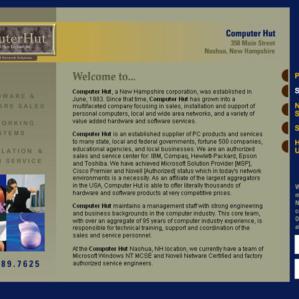 puterHut
Computer Hut
358 Main Street
Nashua, New Hampshire
Welcome to...
Computer Hut, a New Hampshire corporation, was established in
June, 1983. Since that time, Computer Hut has grown into a
multifaceted company focusing in sales, installation and support of
personal computers, local and wide area networks, and a variety of
value added hardware and software services.
Computer Hut is an established supplier of PC products and services
to many state, local and federal governments, fortune 500 companies,
educational agencies, and local businesses. We are an authorized
sales and service center for: IBM, Compaq, Hewlett-Packard, Epson
and Toshiba. We have achieved Microsoft Solution Provider [MSP],
Cisco Premier and Novell [Authorized status which in today's network
environments is a necessity. As an affiliate of the largest aggregators
in the USA, Computer Hut is able to offer literally thousands of
hardware and software products at very competitive prices.
Computer Hut maintains a management staff with strong engineering
and business backgrounds in the computer industry. This core team,
with over an aggregate of 95 years of computer industry experience, is
responsible for technical training, support and coordination of the
sales and service personnel.
At the Computer Hut Nashua, NH location, we currently have a team of
Microsoft Windows NT MCSE and Novell Netware Certified and factory
authorized service engineers.
WARE &
RE SALES
ORKING
STEMS
LATION &
SERVICE
89.7625